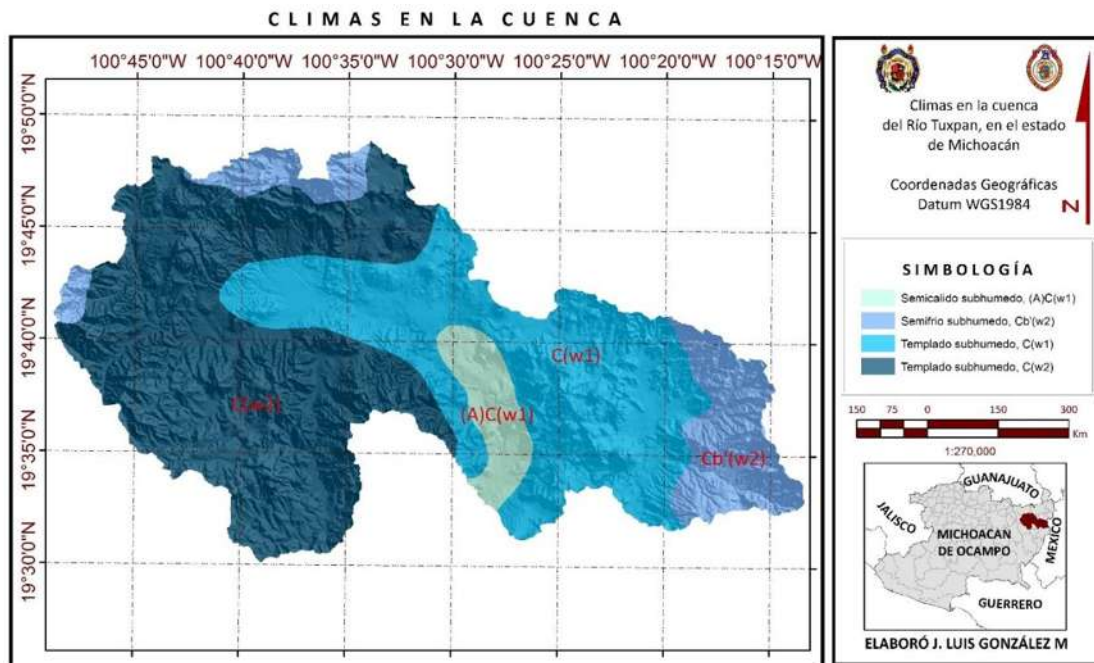 CLIMAS EN LA CUENCA
100°45'0"W 100°40'0"W 100°35'0"W 100°30'0"W 100°25'0"W 100°20'0"W 100°15'0"W
19°50'0"N
19°45'0"N
19°40'0"N
19°35'0"N
19°30'0"N
C(w1)
(A)C(w1)
Cb'(w2)
Climas en la cuenca
del Río Tuxpan, en el estado
de Michoacán
Coordenadas Geográficas
Datum WGS1984
N
SIMBOLOGÍA
Semicalido subhumedo, (A)C(w1)
Semifrio subhumedo, Cb'(w2)
Templado subhumedo, C(w1)
Templado subhumedo, C(w2)
150 75 0 150 300
Km
1:270,000
GUANAJUATO
JALISCO
MICHOACAN
DE OCAMPO
MEXICO
GUERRERO
ELABORÓ J. LUIS GONZÁLEZ M